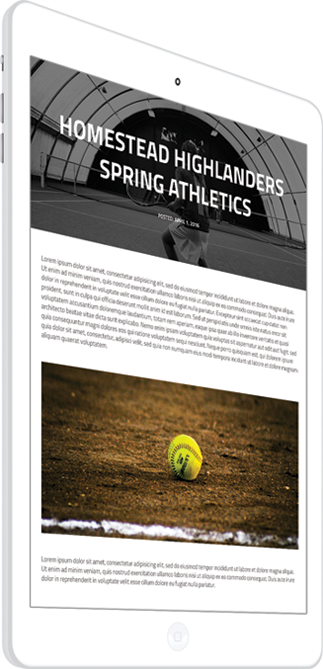 HOMESTEAD HIGHLANDERS
SPRING ATHLETICS
POSTED: APRIL 5, 2016
Lorem ipsum dolor sit amet, consectetur adipisicing elit, sed do eiusmod tempor incididunt ut labore et dolore magna aliqua.
Ut enim ad minim veniam, quis nostrud exercitation ullamco laboris nisi ut aliquip ex ea commodo consequat. Duis aute irure
dolor in reprehenderit in voluptate velit esse cillum dolore eu fugiat nulla pariatur. Excepteur sint occaecat cupidatat non
proident, sunt in culpa qui officia deserunt mollit anim id est laborum. Sed ut perspiciatis unde omnis iste natus error sit
voluptatem accusantium doloremque laudantium, totam rem aperiam, eaque ipsa quae ab illo inventore veritatis et quasi
architecto beatae vitae dicta sunt explicabo. Nemo enim ipsam voluptatem quia voluptas sit aspernatur aut odit aut fugit, sed
quia consequuntur magni dolores eos qui ratione voluptatem sequi nesciunt. Neque porro quisquam est, qui dolorem ipsum
quia dolor sit amet, consectetur, adipisci velit, sed quia non numquam eius modi tempora incidunt ut labore et dolore magnam
aliquam quaerat voluptatem.
Lorem ipsum dolor sit amet, consectetur adipisicing elit, sed do eiusmod tempor incididunt ut labore et dolore magna aliqua.
Ut enim ad minim veniam, quis nostrud exercitation ullamco laboris nisi ut aliquip ex ea commodo consequat. Duis aute irure
dolor in reprehenderit in voluptate velit esse cillum dolore eu fugiat nulla pariatur.